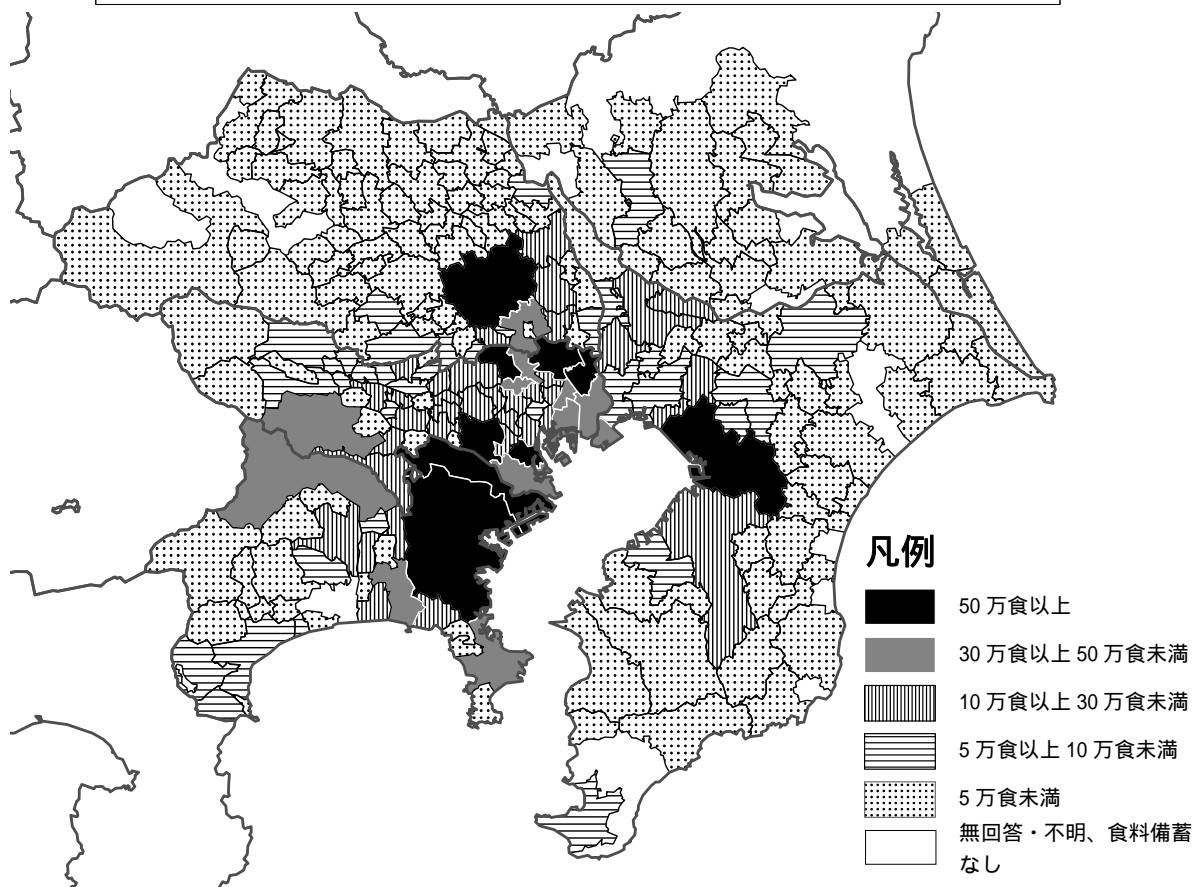 凡例
50 万食以上
30 万食以上 50 万食未満
10 万食以上 30 万食未満
5 万食以上 10 万食未満
5 万食未満
無回答・不明、食料備蓄
なし